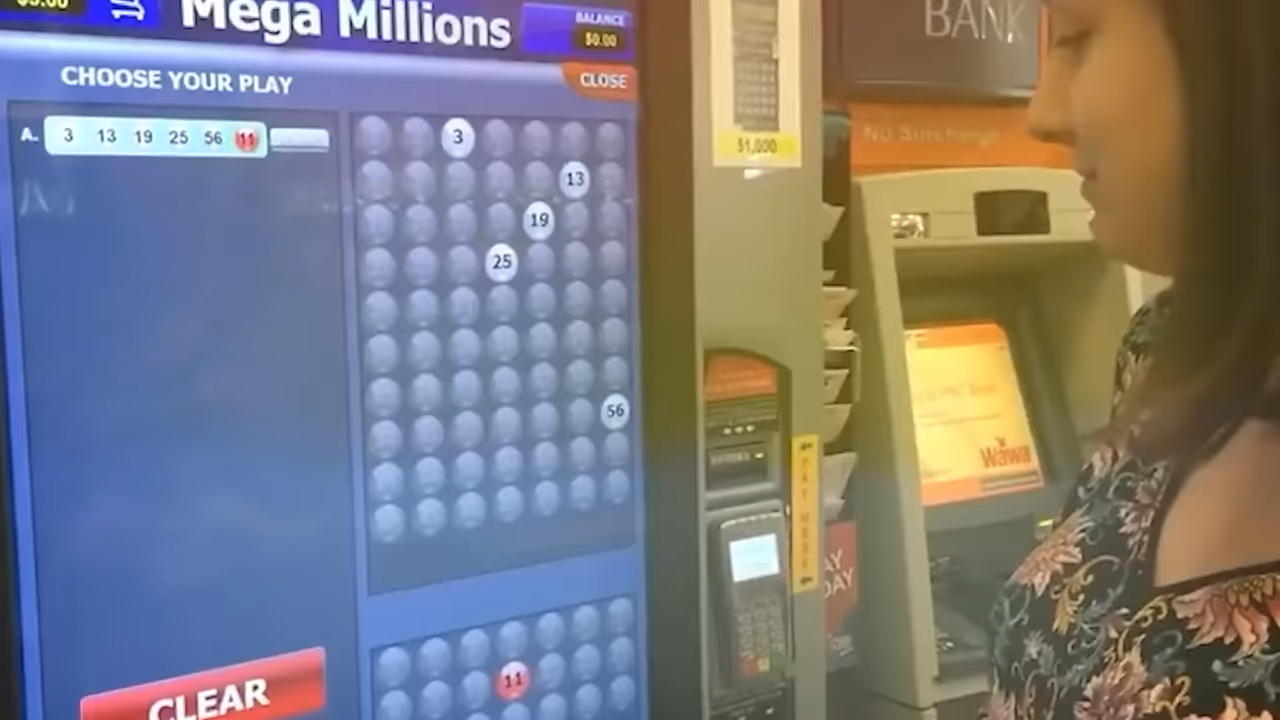 $5.00
Mega Millions
BALANCE
$0.00
CHOOSE YOUR PLAY
CLOSE
A. 3 13 19 25 56 11
3
13
19
25
56
11
CLEAR
$1,000
BANK
No Surcharge
Wawa
PAY HERE